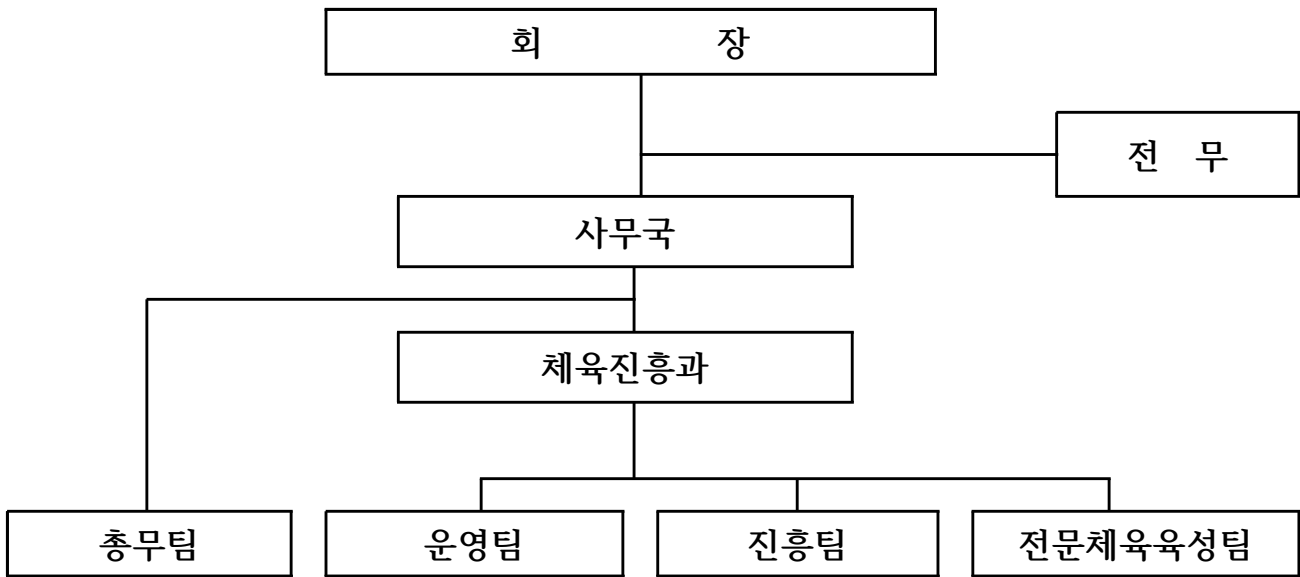 회 장
전 무
사무국
체육진흥과
총무팀
운영팀
진흥팀
전문체육육성팀